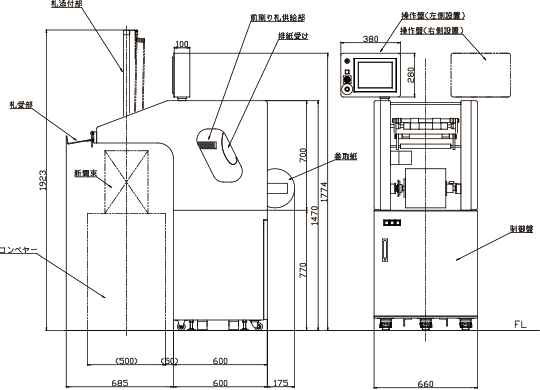 札添付部
前刷り札供給部
排紙受け
操作盤(左側設置)
操作盤(右側設置)
380
100
280
札受部
新聞束
巻取紙
コンベヤー
制御盤
1923
700
1774
1470
770
FL
(500)
(50)
600
685
600
175
660